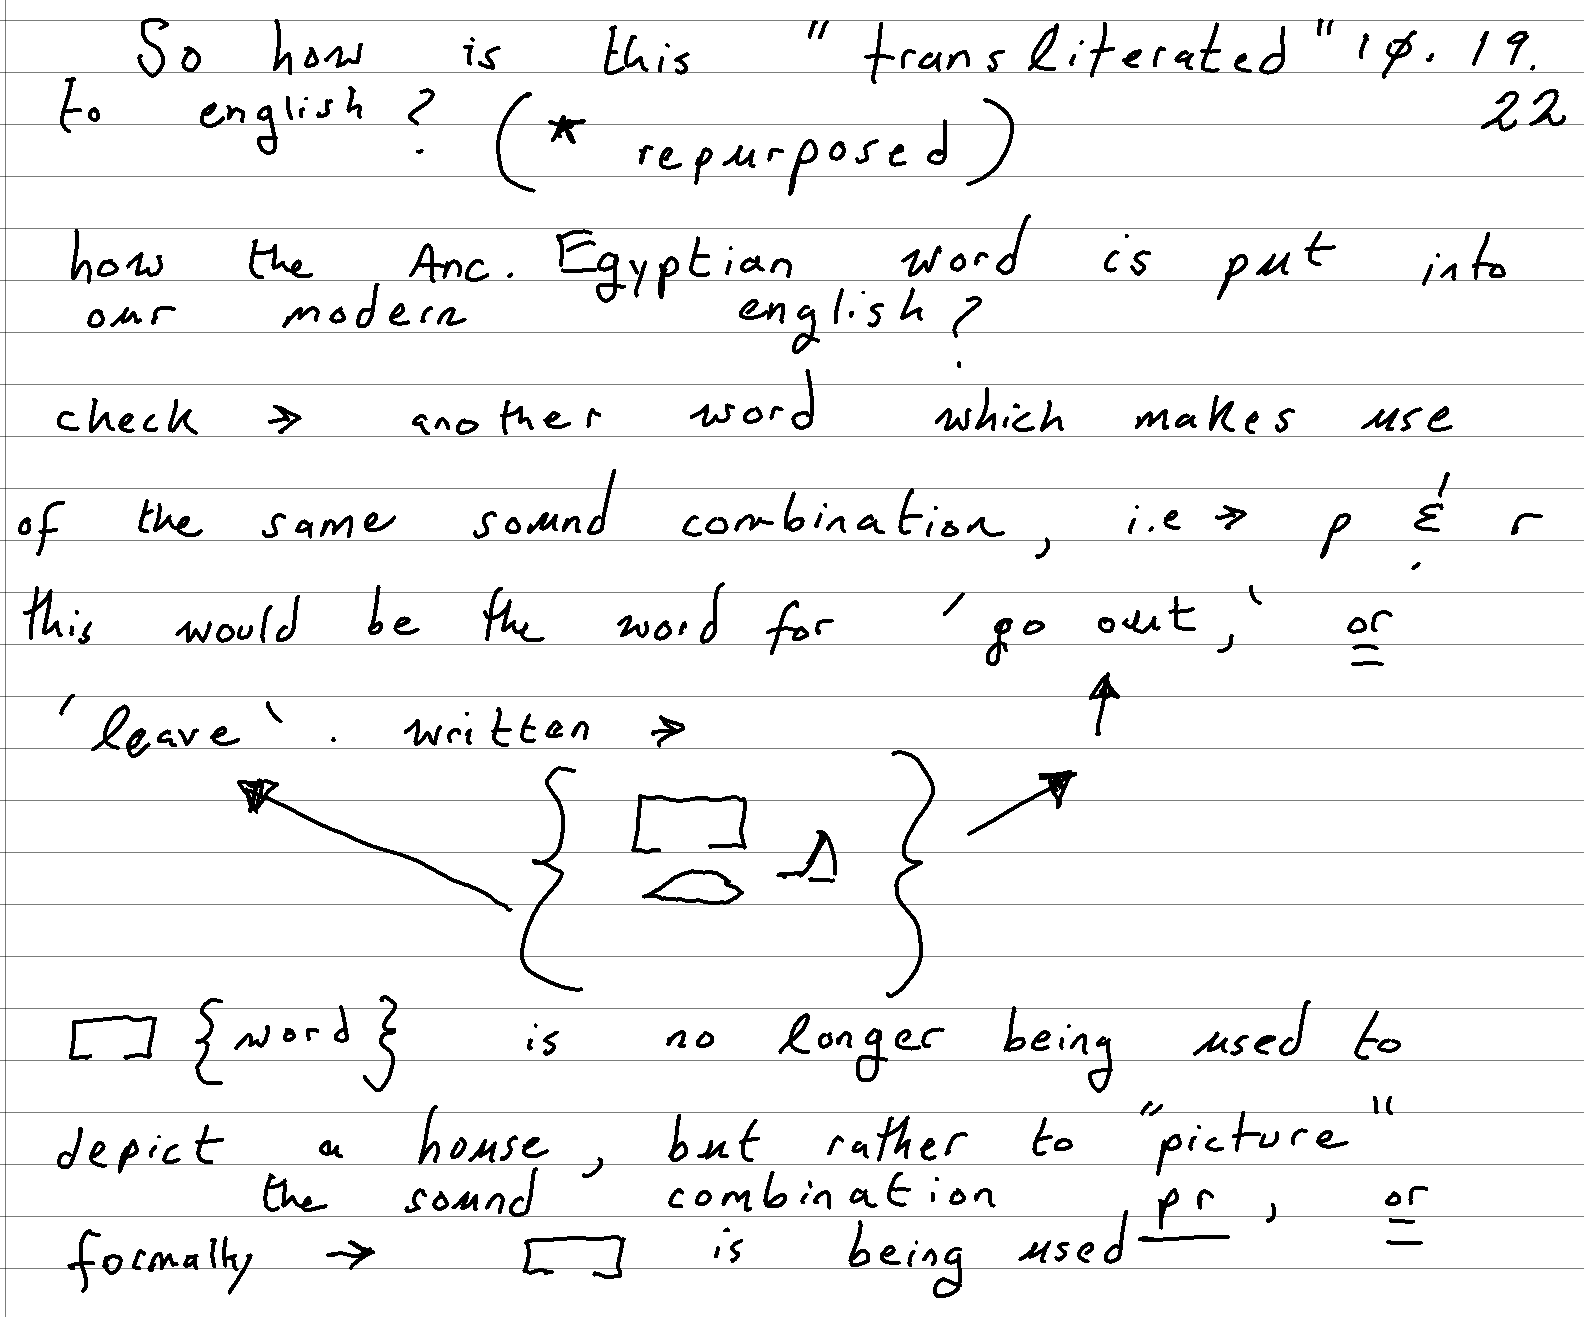 So how is this "transliterated" 10.19.
to english? (* repurposed) 22
how the Anc. Egyptian word is put into
our modern english?
check → another word which makes use
of the same sound combination, i.e → p & r
this would be the word for 'go out,' or
'leave'. written →
{word} is no longer being used to
depict a house, but rather to "picture"
the sound combination pr, or
formally → is being used